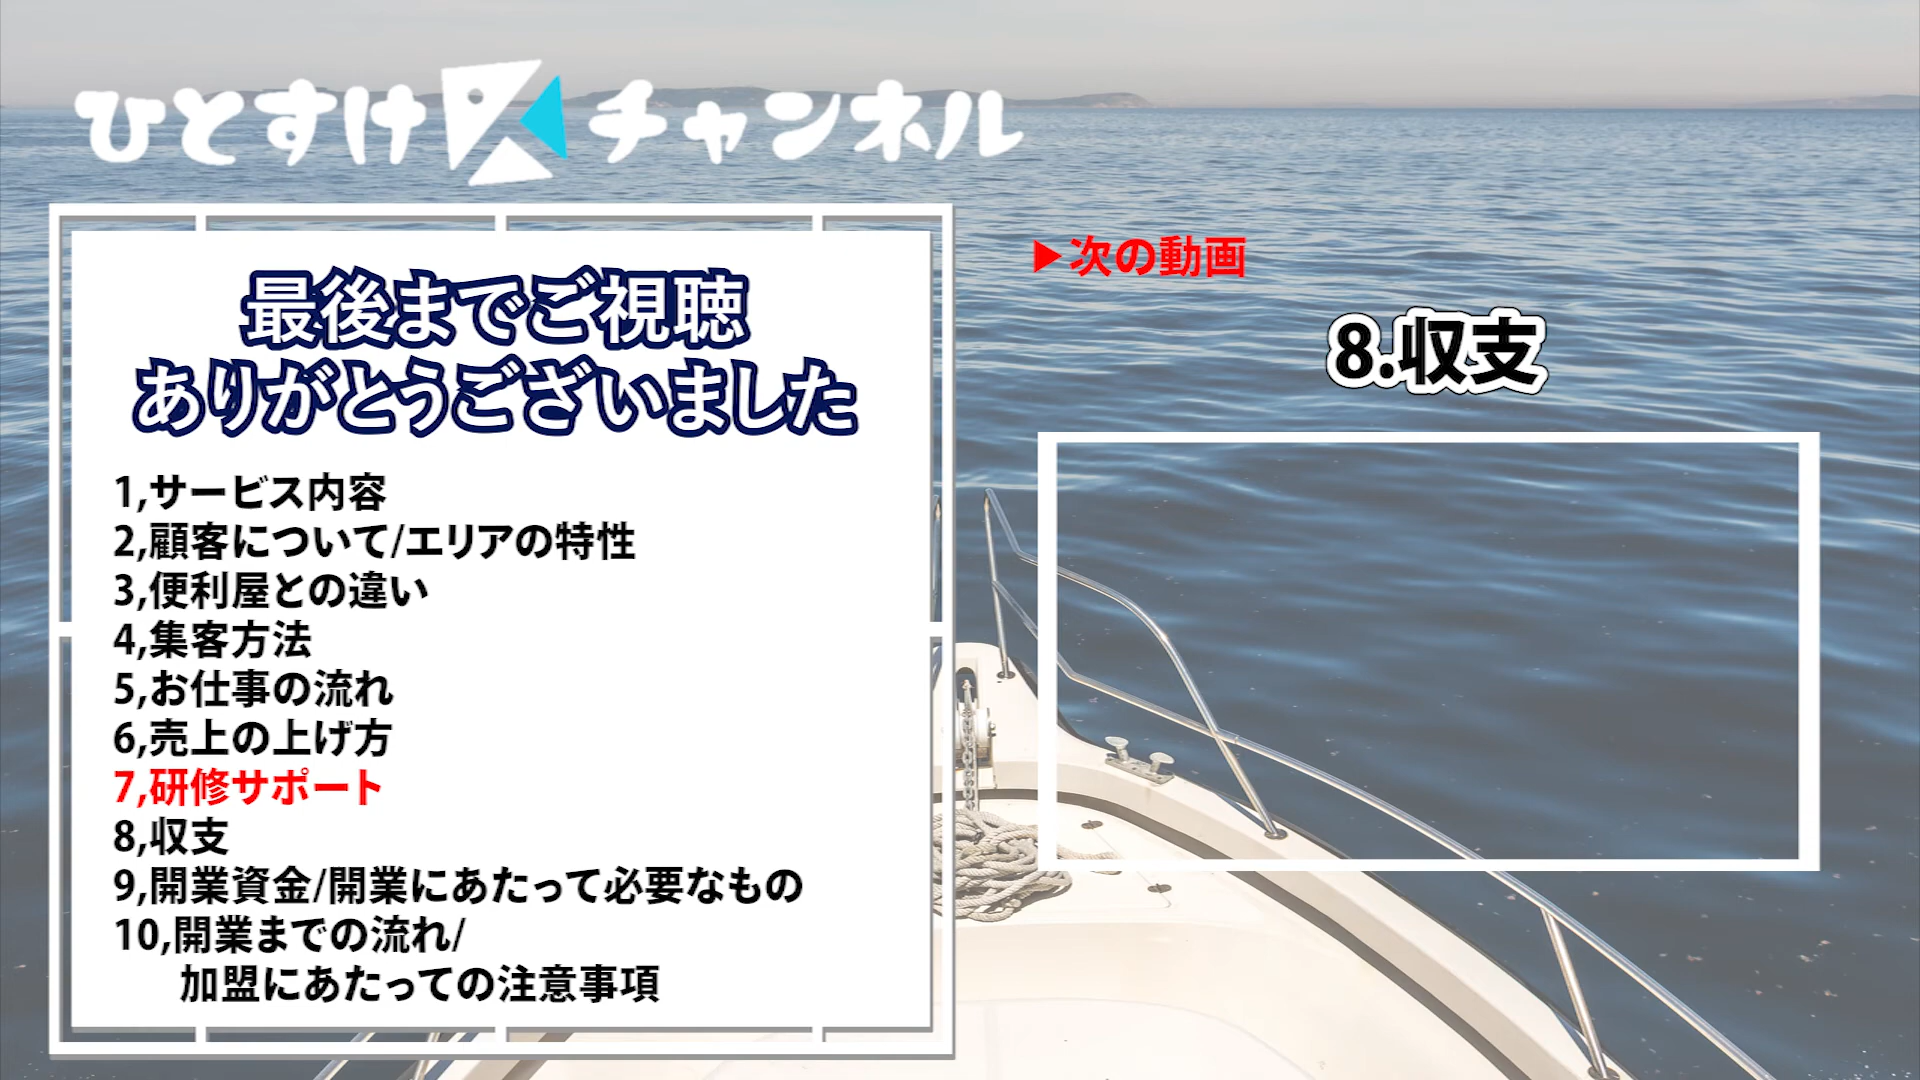 ひとすけチャンネル
最後までご視聴
ありがとうございました
1,サービス内容
2,顧客について/エリアの特性
3,便利屋との違い
4,集客方法
5,お仕事の流れ
6,売上の上げ方
7,研修サポート
8,収支
9,開業資金/開業にあたって必要なもの
10,開業までの流れ/
加盟にあたっての注意事項
▶次の動画
8.収支